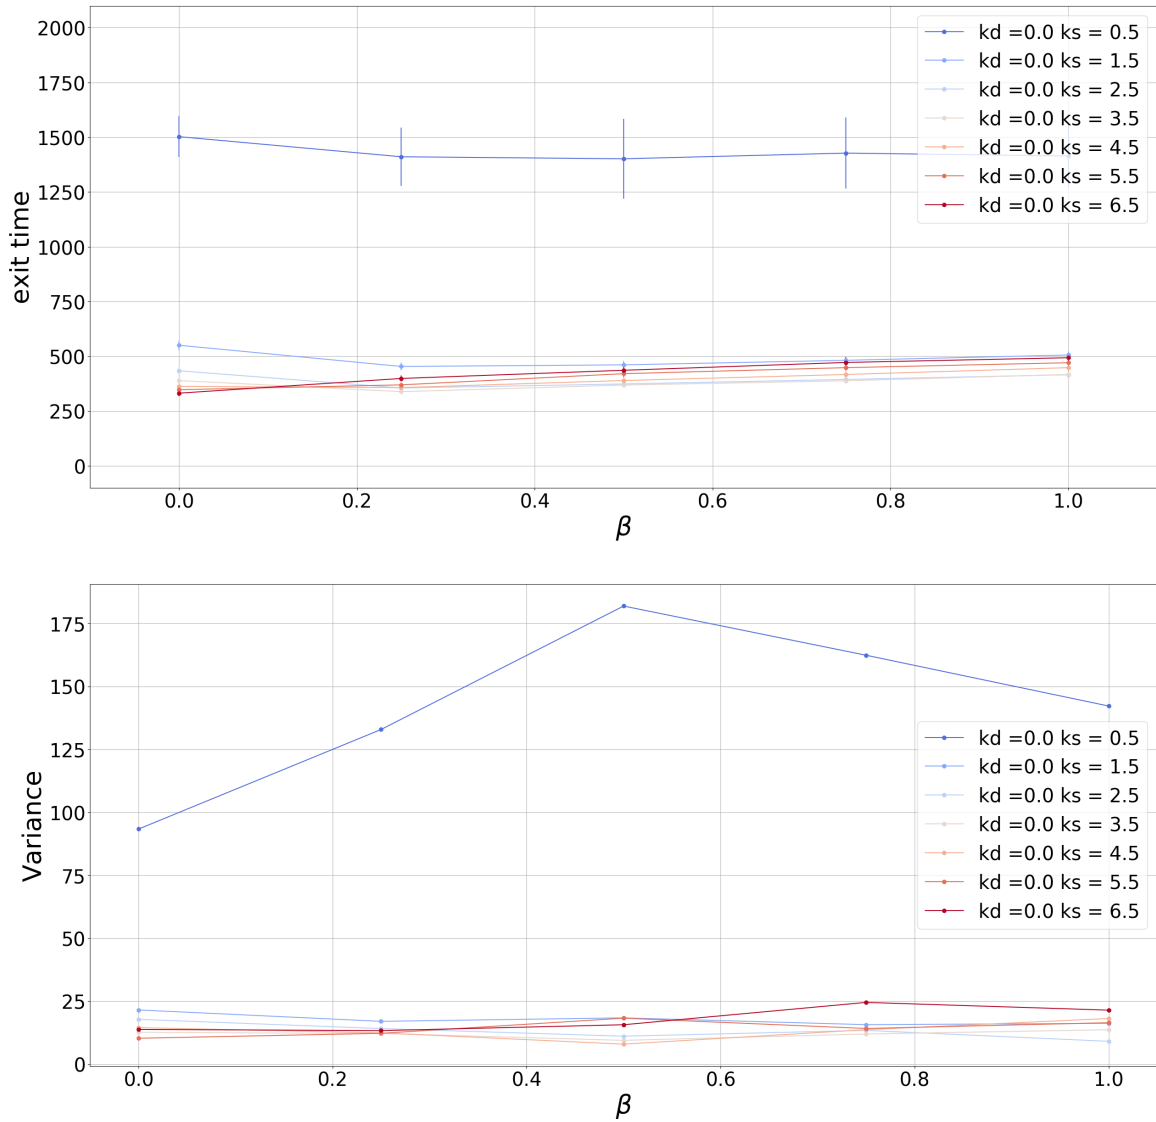 2000
1750
1500
1250
1000
750
500
250
0
exit time
kd =0.0 ks = 0.5
kd =0.0 ks = 1.5
kd =0.0 ks = 2.5
kd =0.0 ks = 3.5
kd =0.0 ks = 4.5
kd =0.0 ks = 5.5
kd =0.0 ks = 6.5
0.0 0.2 0.4 0.6 0.8 1.0
β
175
150
125
100
75
50
25
0
Variance
kd =0.0 ks = 0.5
kd =0.0 ks = 1.5
kd =0.0 ks = 2.5
kd =0.0 ks = 3.5
kd =0.0 ks = 4.5
kd =0.0 ks = 5.5
kd =0.0 ks = 6.5
0.0 0.2 0.4 0.6 0.8 1.0
β